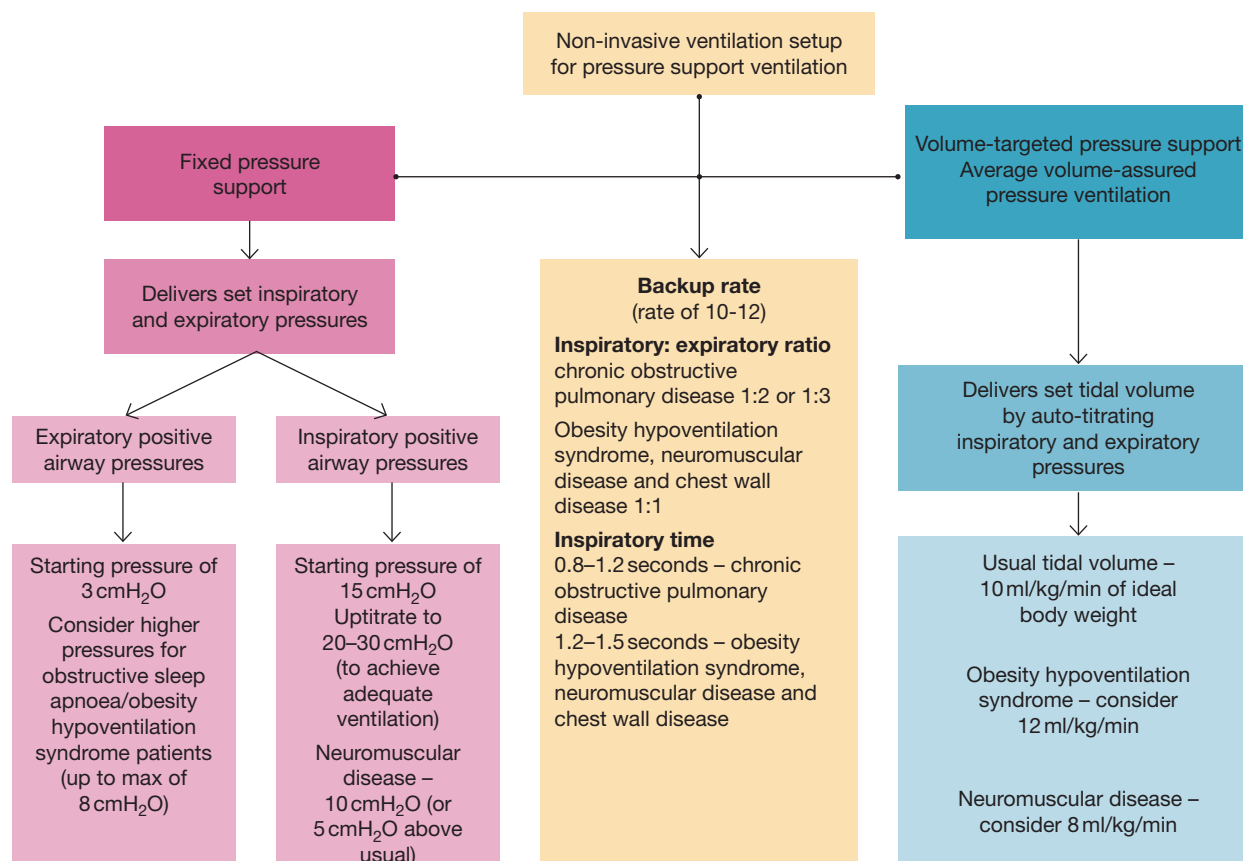 Non-invasive ventilation setup
for pressure support ventilation
Fixed pressure
support
Volume-targeted pressure support
Average volume-assured
pressure ventilation
Delivers set inspiratory
and expiratory pressures
Expiratory positive
airway pressures
Inspiratory positive
airway pressures
Starting pressure of
3 cmH₂O
Consider higher
pressures for
obstructive sleep
apnoea/obesity
hypoventilation
syndrome patients
(up to max of
8 cmH₂O)
Starting pressure of
15 cmH₂O
Uptitrate to
20–30 cmH₂O
(to achieve
adequate
ventilation)
Neuromuscular
disease –
10 cmH₂O (or
5 cmH₂O above
usual)
Backup rate
(rate of 10-12)
Inspiratory: expiratory ratio
chronic obstructive
pulmonary disease 1:2 or 1:3
Obesity hypoventilation
syndrome, neuromuscular
disease and chest wall
disease 1:1
Inspiratory time
0.8–1.2 seconds – chronic
obstructive pulmonary
disease
1.2–1.5 seconds – obesity
hypoventilation syndrome,
neuromuscular disease and
chest wall disease
Delivers set tidal volume
by auto-titrating
inspiratory and expiratory
pressures
Usual tidal volume –
10 ml/kg/min of ideal
body weight
Obesity hypoventilation
syndrome – consider
12 ml/kg/min
Neuromuscular disease –
consider 8 ml/kg/min